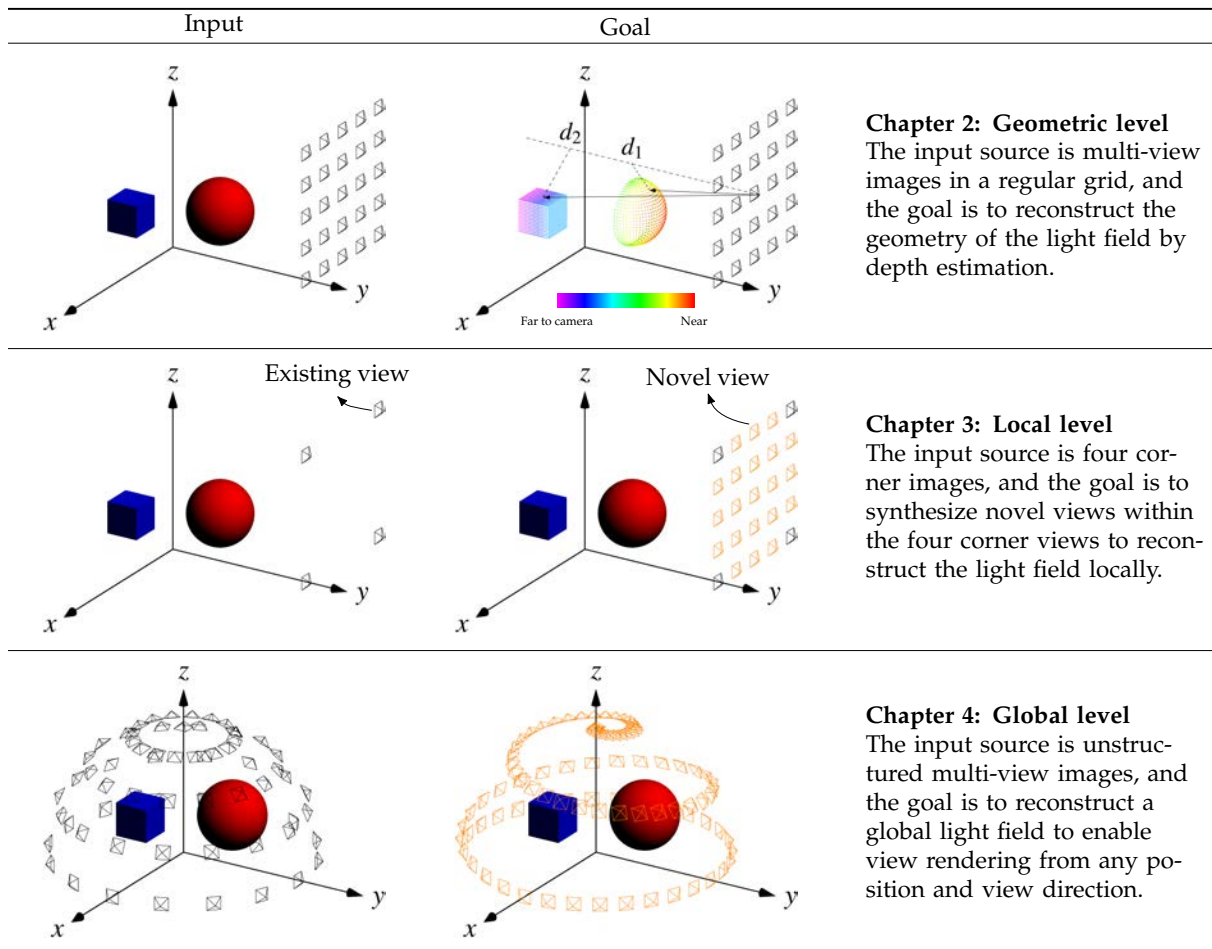 Input
Goal
z
x
y
z
d2
d1
x
y
Far to camera
Near
Chapter 2: Geometric level
The input source is multi-view
images in a regular grid, and
the goal is to reconstruct the
geometry of the light field by
depth estimation.
Existing view
z
x
y
Novel view
z
x
y
Chapter 3: Local level
The input source is four cor-
ner images, and the goal is to
synthesize novel views within
the four corner views to recon-
struct the light field locally.
z
x
y
z
x
y
Chapter 4: Global level
The input source is unstruc-
tured multi-view images, and
the goal is to reconstruct a
global light field to enable
view rendering from any po-
sition and view direction.